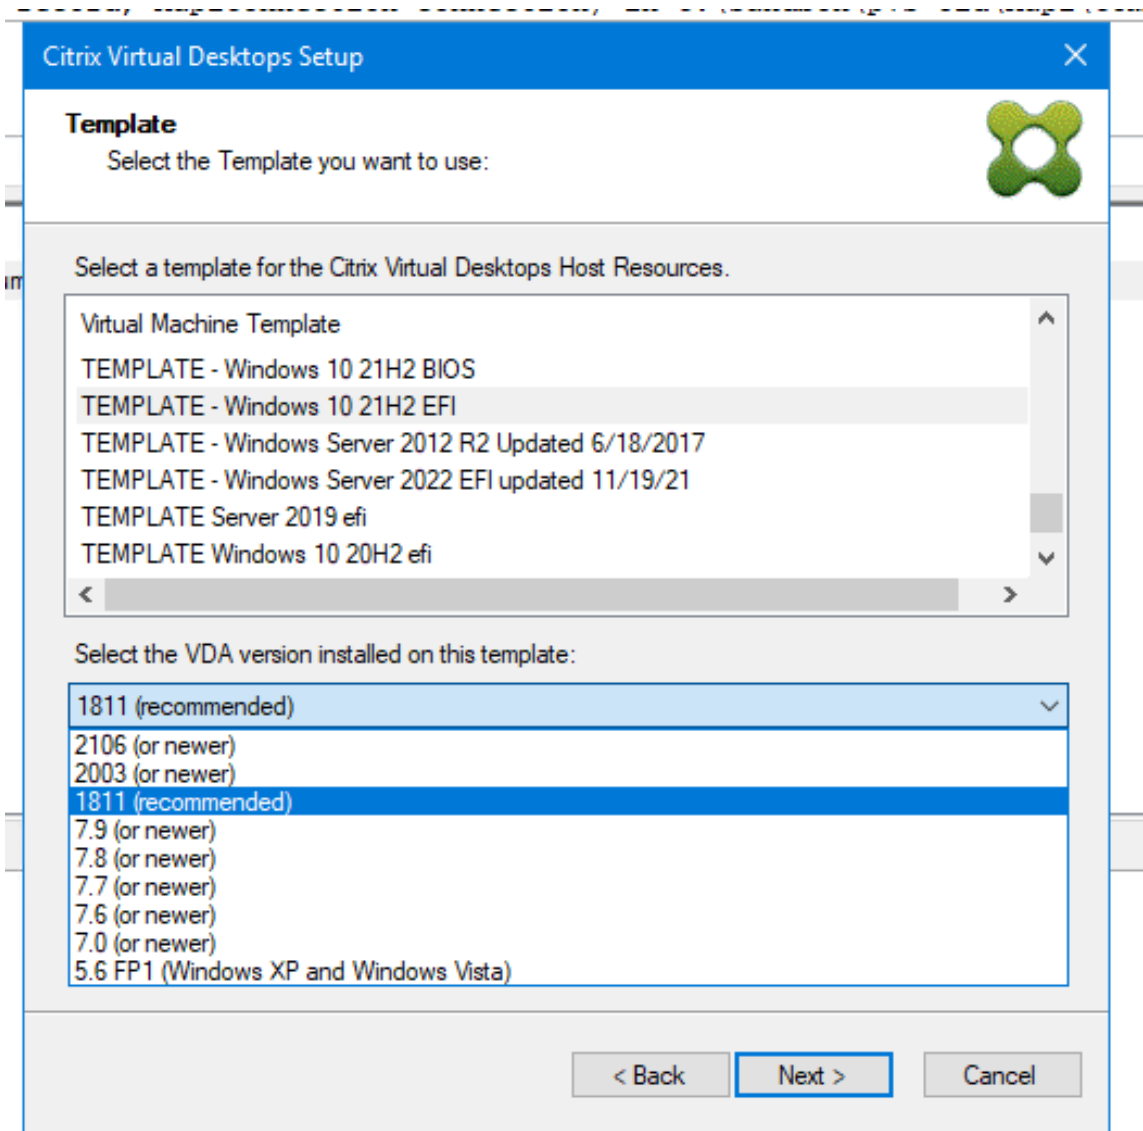 Citrix Virtual Desktops Setup
Template
Select the Template you want to use:
Select a template for the Citrix Virtual Desktops Host Resources.
Virtual Machine Template
TEMPLATE - Windows 10 21H2 BIOS
TEMPLATE - Windows 10 21H2 EFI
TEMPLATE - Windows Server 2012 R2 Updated 6/18/2017
TEMPLATE - Windows Server 2022 EFI updated 11/19/21
TEMPLATE Server 2019 efi
TEMPLATE Windows 10 20H2 efi
Select the VDA version installed on this template:
1811 (recommended)
2106 (or newer)
2003 (or newer)
1811 (recommended)
7.9 (or newer)
7.8 (or newer)
7.7 (or newer)
7.6 (or newer)
7.0 (or newer)
5.6 FP1 (Windows XP and Windows Vista)
< Back Next > Cancel